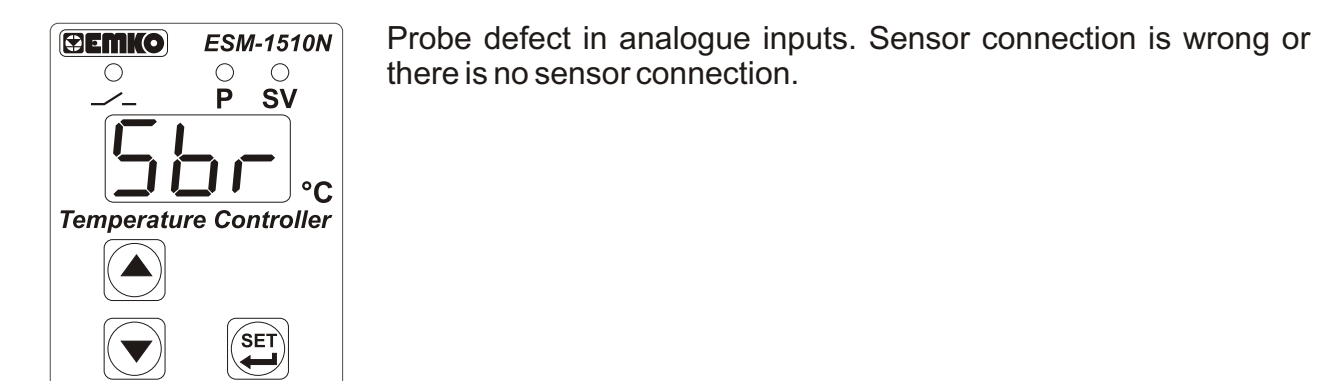 EMKO ESM-1510N
P SV
Sbr
°C
Temperature Controller
SET
Probe defect in analogue inputs. Sensor connection is wrong or
there is no sensor connection.